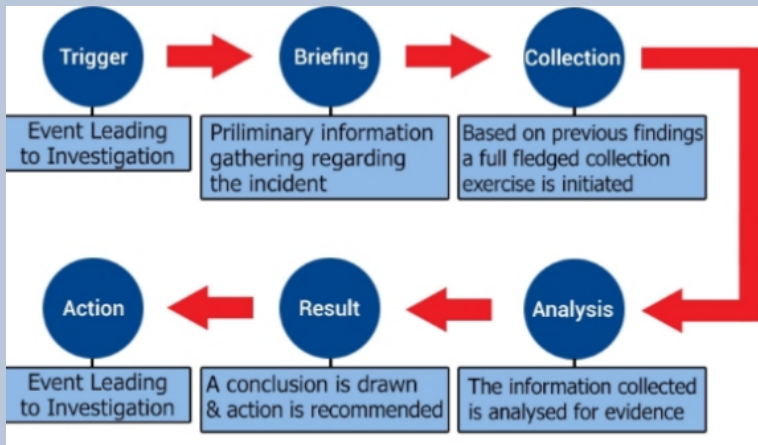 Trigger
Briefing
Collection
Event Leading
to Investigation
Priliminary information
gathering regarding
the incident
Based on previous findings
a full fledged collection
exercise is initiated
Action
Result
Analysis
Event Leading
to Investigation
A conclusion is drawn
& action is recommended
The information collected
is analysed for evidence